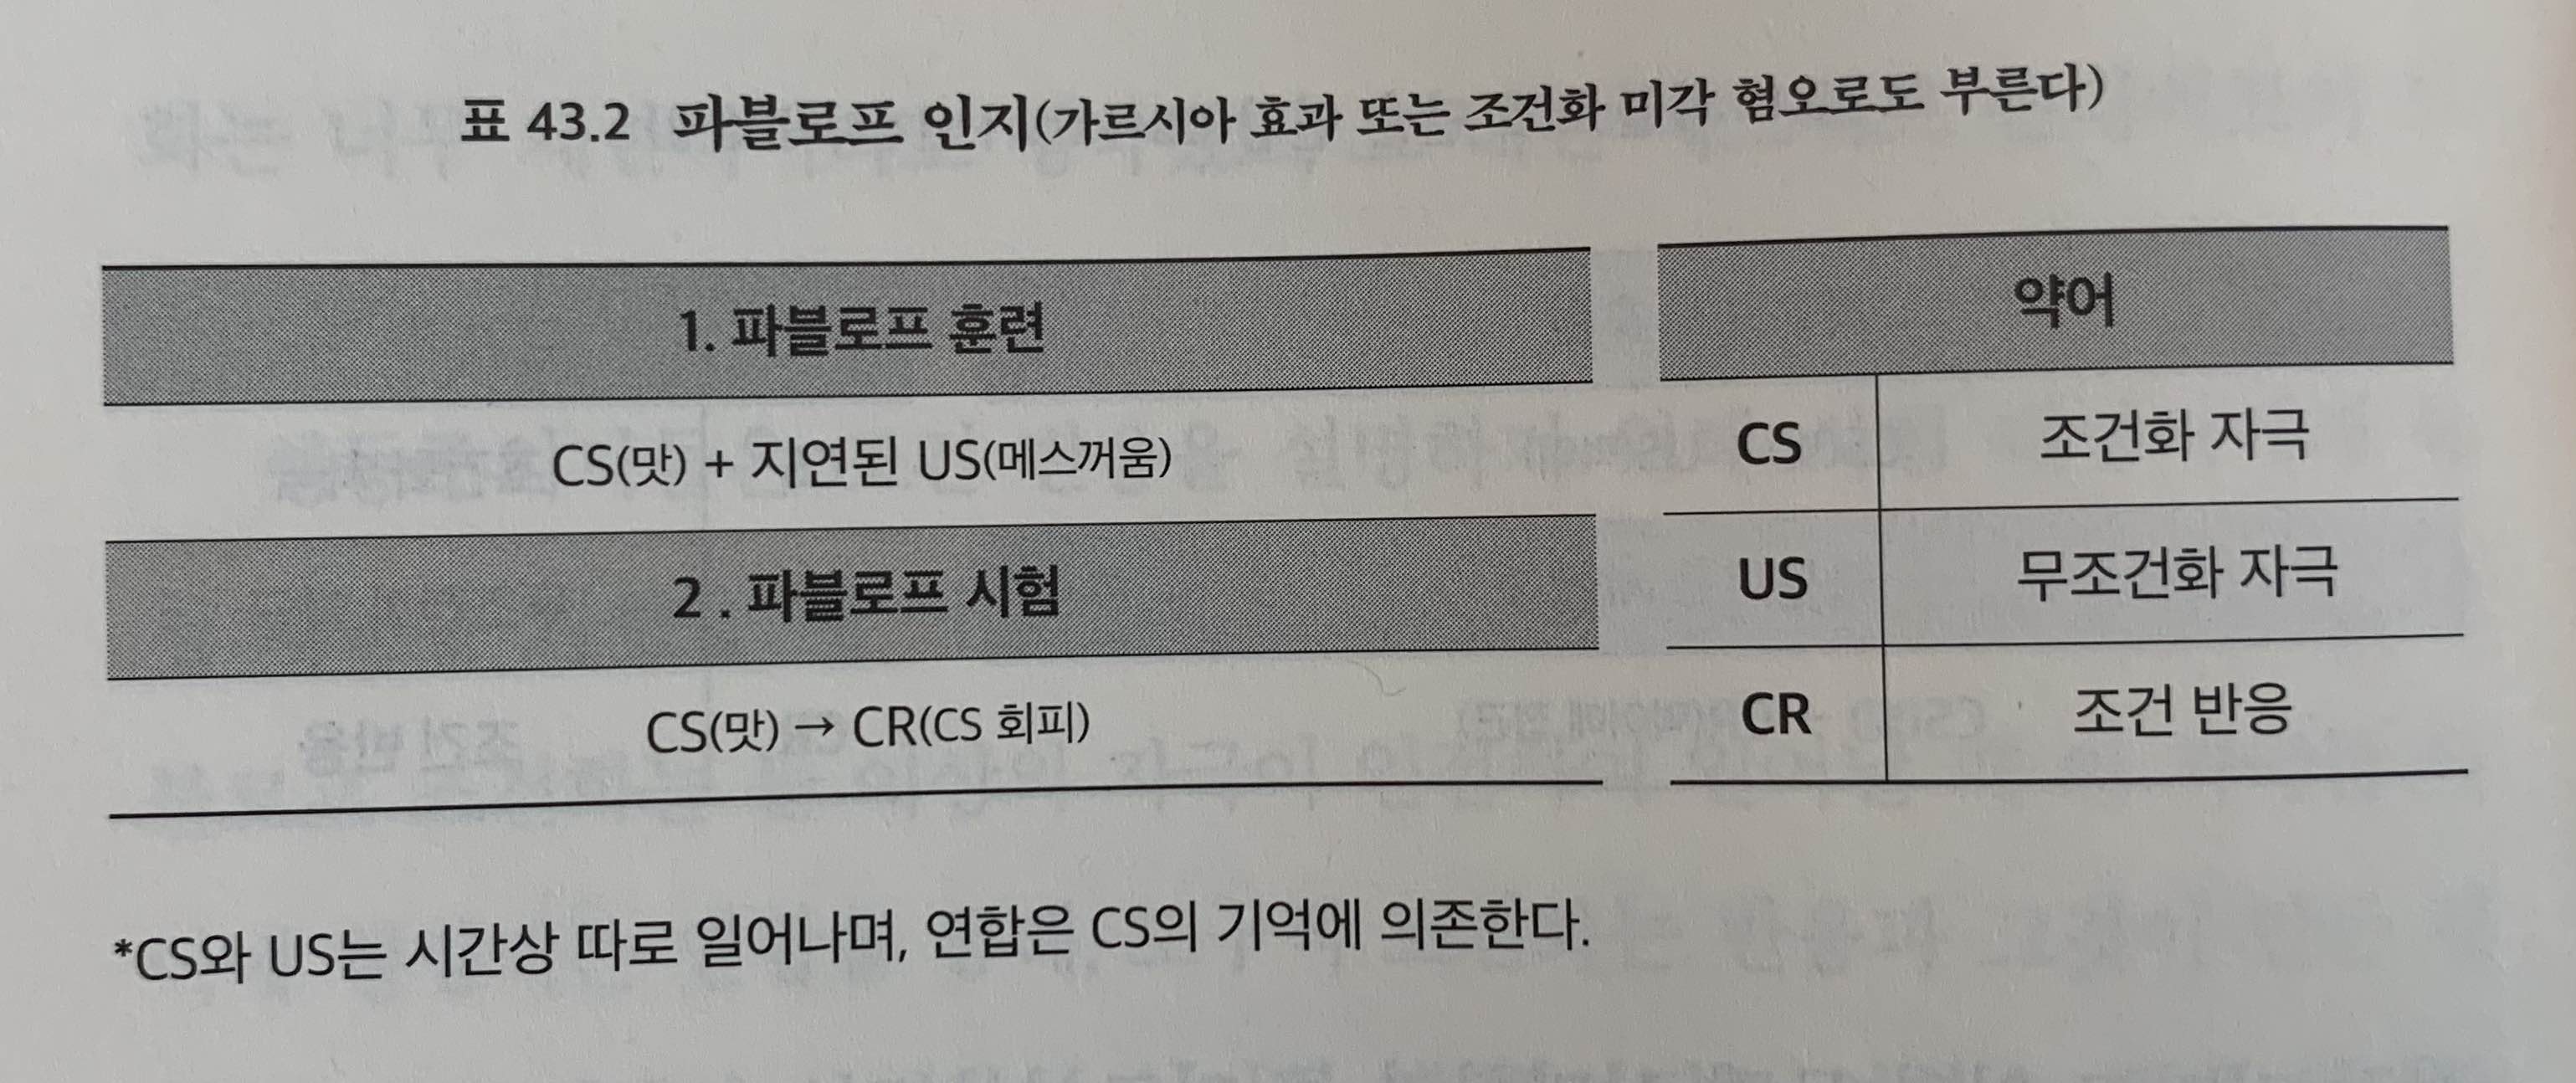 표 43.2 파블로프 인지(가르시아 효과 또는 조건화 미각 혐오로도 부른다)
1. 파블로프 훈련
CS(맛) + 지연된 US(메스꺼움)
2 . 파블로프 시험
CS(맛) → CR(CS 회피)
약어
CS 조건화 자극
US 무조건화 자극
CR 조건 반응
*CS와 US는 시간상 따로 일어나며, 연합은 CS의 기억에 의존한다.